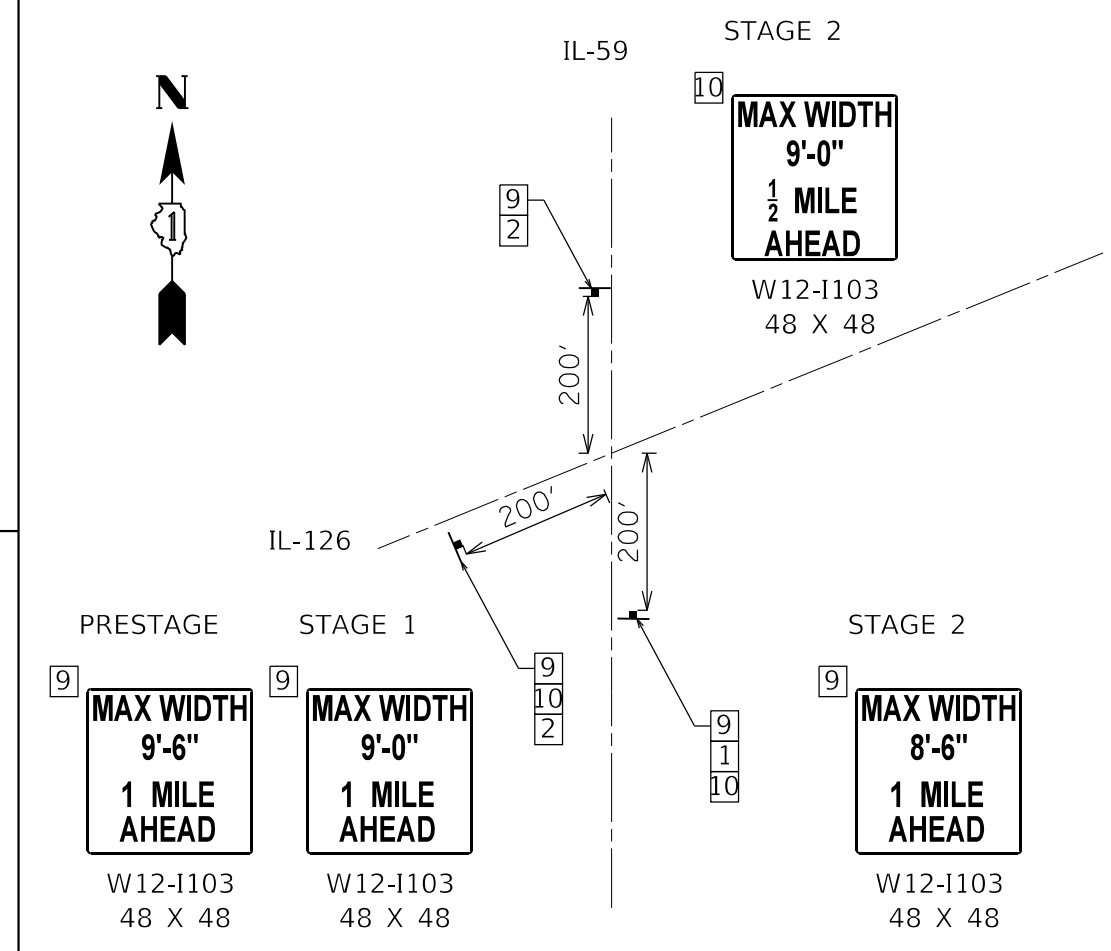 STAGE 2
IL-59
N
10
MAX WIDTH
9'-0"
1/2 MILE
AHEAD
W12-I103
48 X 48
1
9
2
200'
200'
200'
IL-126
9
10
2
9
1
10
PRESTAGE
9
MAX WIDTH
9'-6"
1 MILE
AHEAD
W12-I103
48 X 48
STAGE 1
9
MAX WIDTH
9'-0"
1 MILE
AHEAD
W12-I103
48 X 48
STAGE 2
9
MAX WIDTH
8'-6"
1 MILE
AHEAD
W12-I103
48 X 48